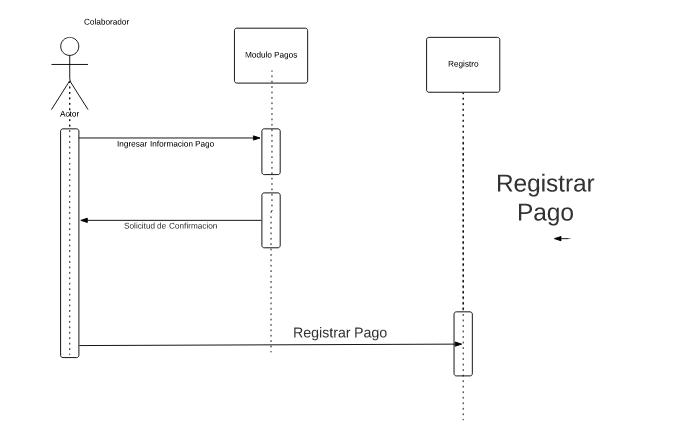 Colaborador
Modulo Pagos
Registro
Actor
Ingresar Informacion Pago
Registrar
Pago
Solicitud de Confirmacion
Registrar Pago